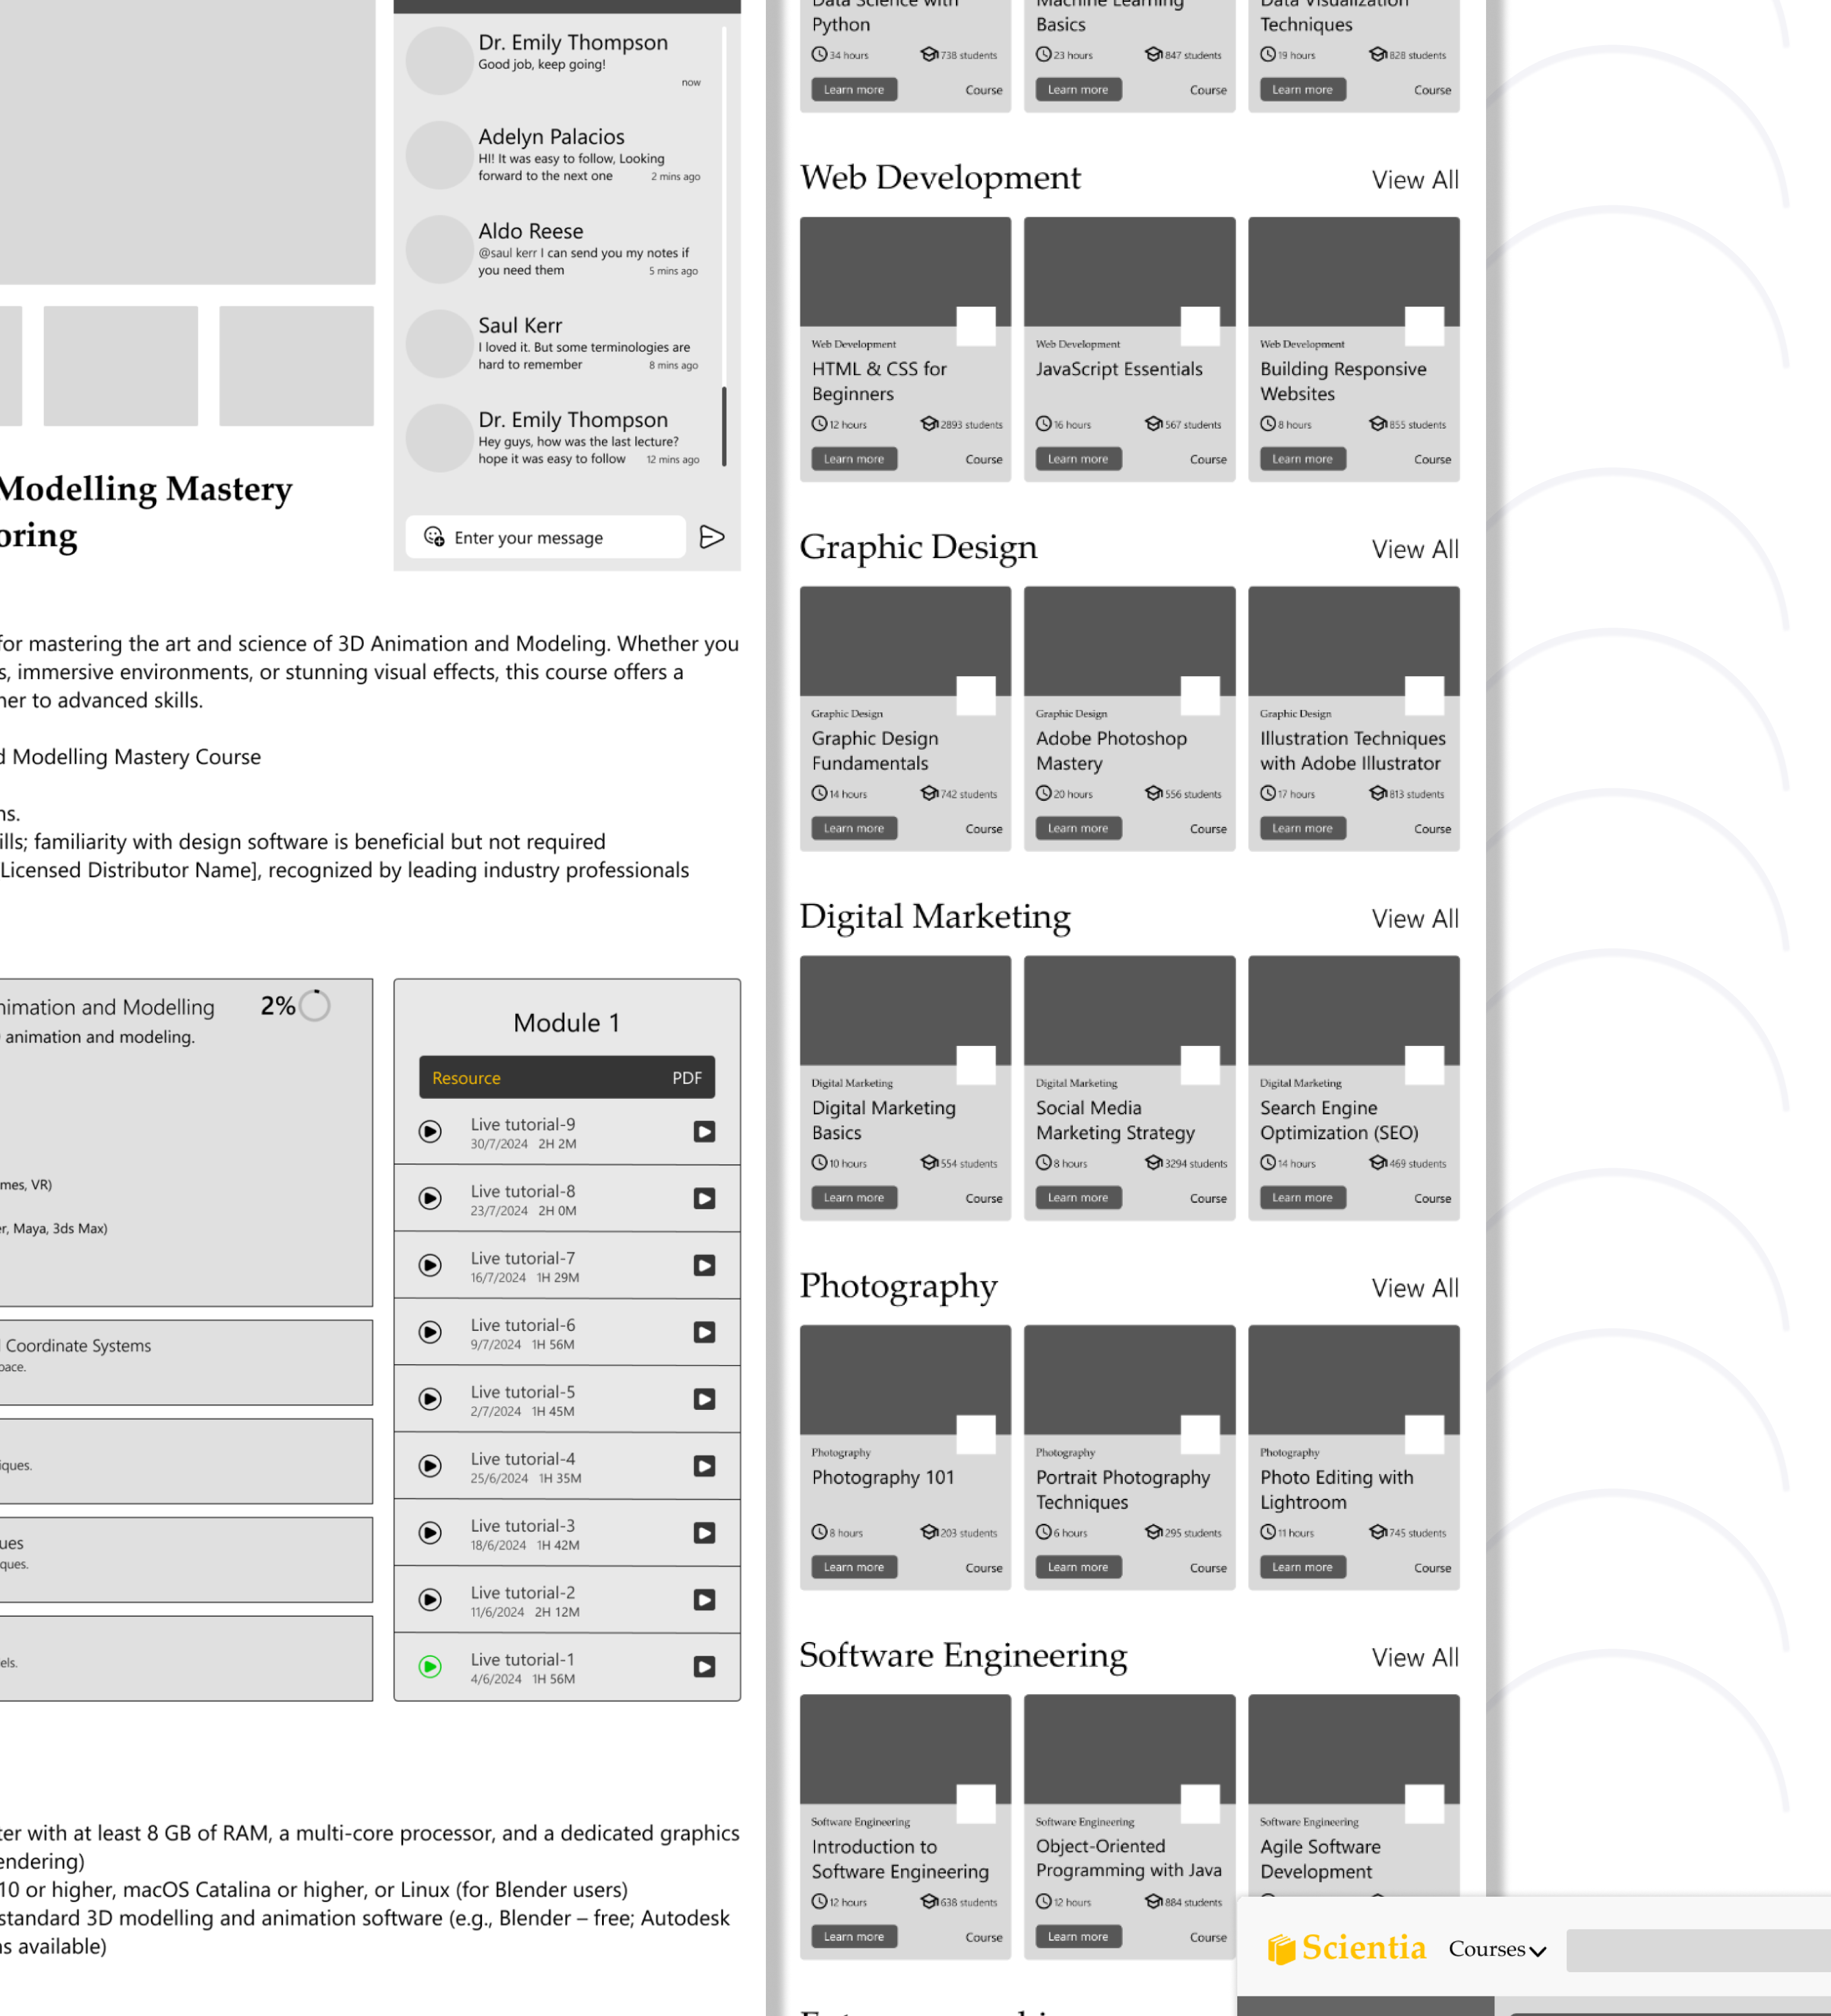 Dr. Emily Thompson
Good job, keep going!
now
Adelyn Palacios
HI! It was easy to follow, Looking
forward to the next one 2 mins ago
Aldo Reese
@saul kerr I can send you my notes if
you need them 5 mins ago
Saul Kerr
I loved it. But some terminologies are
hard to remember 8 mins ago
Dr. Emily Thompson
Hey guys, how was the last lecture?
hope it was easy to follow 12 mins ago
Enter your message
Modelling Mastery
oring
for mastering the art and science of 3D Animation and Modeling. Whether you
s, immersive environments, or stunning visual effects, this course offers a
ner to advanced skills.
d Modelling Mastery Course
ns.
ills; familiarity with design software is beneficial but not required
Licensed Distributor Name], recognized by leading industry professionals
nimation and Modelling 2%
animation and modeling.
mes, VR)
er, Maya, 3ds Max)
Coordinate Systems
pace.
iques.
ues
ques.
els.
Module 1
Resource PDF
Live tutorial-9
30/7/2024 2H 2M
Live tutorial-8
23/7/2024 2H 0M
Live tutorial-7
16/7/2024 1H 29M
Live tutorial-6
9/7/2024 1H 56M
Live tutorial-5
2/7/2024 1H 45M
Live tutorial-4
25/6/2024 1H 35M
Live tutorial-3
18/6/2024 1H 42M
Live tutorial-2
11/6/2024 2H 12M
Live tutorial-1
4/6/2024 1H 56M
ter with at least 8 GB of RAM, a multi-core processor, and a dedicated graphics
endering)
10 or higher, macOS Catalina or higher, or Linux (for Blender users)
standard 3D modelling and animation software (e.g., Blender – free; Autodesk
ns available)
Data Science with
Python
34 hours 738 students
Learn more Course
Machine Learning
Basics
23 hours 847 students
Learn more Course
Data Visualization
Techniques
19 hours 828 students
Learn more Course
Web Development View All
Web Development
HTML & CSS for
Beginners
12 hours 2893 students
Learn more Course
Web Development
JavaScript Essentials
16 hours 567 students
Learn more Course
Web Development
Building Responsive
Websites
8 hours 855 students
Learn more Course
Graphic Design View All
Graphic Design
Graphic Design
Fundamentals
14 hours 742 students
Learn more Course
Graphic Design
Adobe Photoshop
Mastery
20 hours 556 students
Learn more Course
Graphic Design
Illustration Techniques
with Adobe Illustrator
17 hours 813 students
Learn more Course
Digital Marketing View All
Digital Marketing
Digital Marketing
Basics
10 hours 554 students
Learn more Course
Digital Marketing
Social Media
Marketing Strategy
8 hours 3294 students
Learn more Course
Digital Marketing
Search Engine
Optimization (SEO)
14 hours 469 students
Learn more Course
Photography View All
Photography
Photography 101
8 hours 203 students
Learn more Course
Photography
Portrait Photography
Techniques
6 hours 295 students
Learn more Course
Photography
Photo Editing with
Lightroom
11 hours 745 students
Learn more Course
Software Engineering View All
Software Engineering
Introduction to
Software Engineering
12 hours 638 students
Learn more Course
Software Engineering
Object-Oriented
Programming with Java
12 hours 884 students
Learn more Course
Software Engineering
Agile Software
Development
Scientia Courses